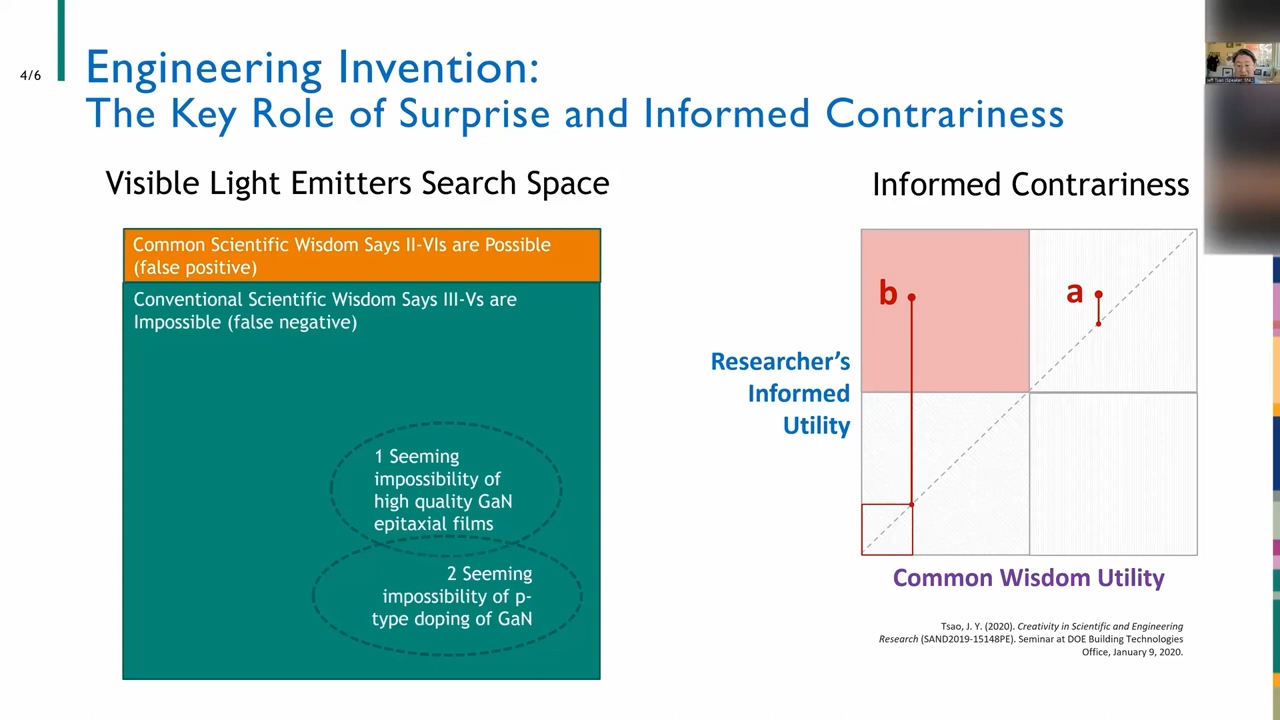 4/6
Engineering Invention:
The Key Role of Surprise and Informed Contrariness
Visible Light Emitters Search Space
Common Scientific Wisdom Says II-VIs are Possible
(false positive)
Conventional Scientific Wisdom Says III-Vs are
Impossible (false negative)
1 Seeming
impossibility of
high quality GaN
epitaxial films
2 Seeming
impossibility of p-
type doping of GaN
Informed Contrariness
b
a
Researcher's
Informed
Utility
Common Wisdom Utility
Tsao, J. Y. (2020). Creativity in Scientific and Engineering
Research (SAND2019-15148PE). Seminar at DOE Building Technologies
Office, January 9, 2020.
Jeff Tsao (Speaker, SNL)